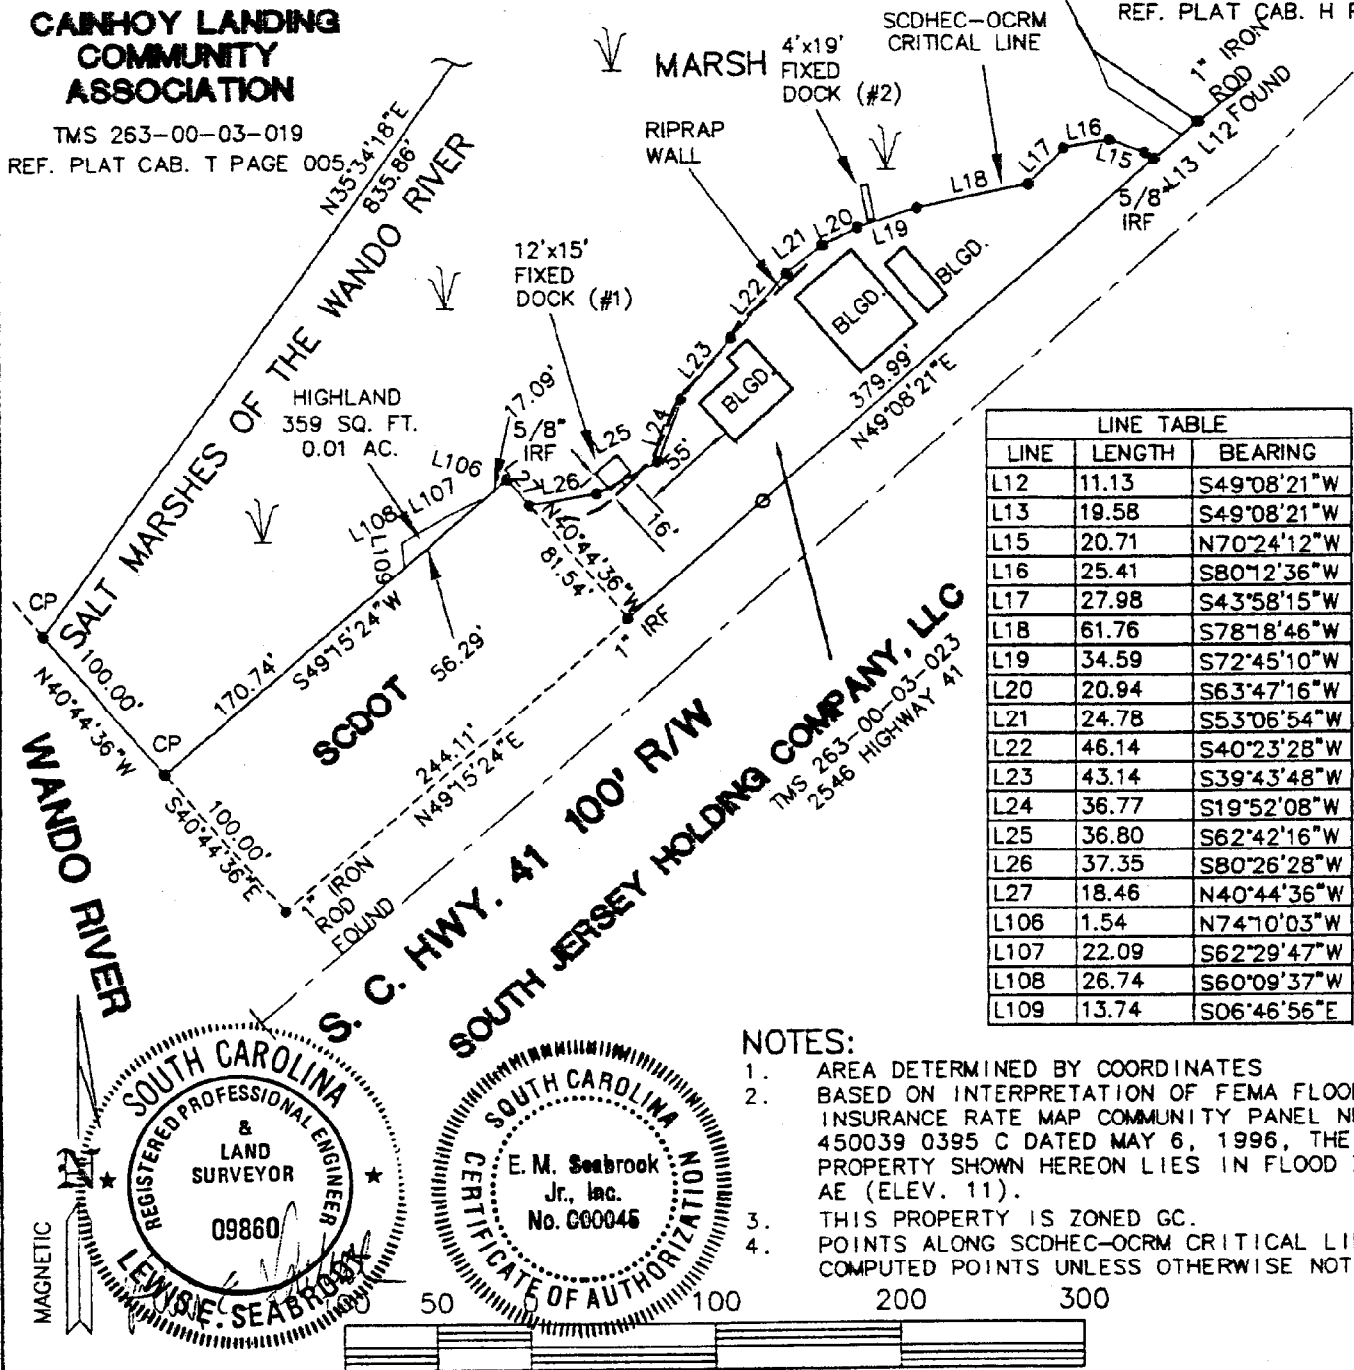 CAINHOY LANDING
COMMUNITY
ASSOCIATION
TMS 263-00-03-019
REF. PLAT CAB. T PAGE 005
N35°34'18"E
835.86'
SALT MARSHES OF THE WANDO RIVER
MARSH
4'x19'
FIXED
DOCK (#2)
SCDHEC-OCRM
CRITICAL LINE
REF. PLAT CAB. H
1" IRON
ROD
FOUND
RIPRAP
WALL
12'x15'
FIXED
DOCK (#1)
HIGHLAND
359 SQ. FT.
0.01 AC.
17.09'
5/8"
IRF
L12
L13
L15
L16
L17
L18
L19
L20
L21
L22
L23
L24
L25
L26
L106
L107
L108
L109
5/8"
IRF
BLGD.
BLGD.
BLGD.
379.99'
N49°08'21"E
55'
16'
N40°44'36"W
81.54'
1" IRF
CP
100.00'
N40°44'36"W
170.74'
S49°15'24"W
56.29'
SCDOT
CP
100.00'
S40°44'36"E
244.11'
N49°15'24"E
1" IRON
ROD
FOUND
WANDO RIVER
S. C. HWY. 41 100' R/W
SOUTH JERSEY HOLDING COMPANY, LLC
TMS 263-00-03-023
2546 HIGHWAY 41
LINE TABLE
LINE LENGTH BEARING
L12 11.13 S49°08'21"W
L13 19.58 S49°08'21"W
L15 20.71 N70°24'12"W
L16 25.41 S80°12'36"W
L17 27.98 S43°58'15"W
L18 61.76 S78°18'46"W
L19 34.59 S72°45'10"W
L20 20.94 S63°47'16"W
L21 24.78 S53°06'54"W
L22 46.14 S40°23'28"W
L23 43.14 S39°43'48"W
L24 36.77 S19°52'08"W
L25 36.80 S62°42'16"W
L26 37.35 S80°26'28"W
L27 18.46 N40°44'36"W
L106 1.54 N74°10'03"W
L107 22.09 S62°29'47"W
L108 26.74 S60°09'37"W
L109 13.74 S06°46'56"E
NOTES:
1. AREA DETERMINED BY COORDINATES
2. BASED ON INTERPRETATION OF FEMA FLOOD
INSURANCE RATE MAP COMMUNITY PANEL
450039 0395 C DATED MAY 6, 1996, THE
PROPERTY SHOWN HEREON LIES IN FLOOD
AE (ELEV. 11).
3. THIS PROPERTY IS ZONED GC.
4. POINTS ALONG SCDHEC-OCRM CRITICAL
COMPUTED POINTS UNLESS OTHERWISE
SOUTH CAROLINA
REGISTERED PROFESSIONAL ENGINEER
&
LAND
SURVEYOR
09860
LEWIS E. SEABROOK
SOUTH CAROLINA
E. M. Seabrook
Jr., Inc.
No. C00045
CERTIFICATE OF AUTHORIZATION
MAGNETIC
50 0 100 200 300